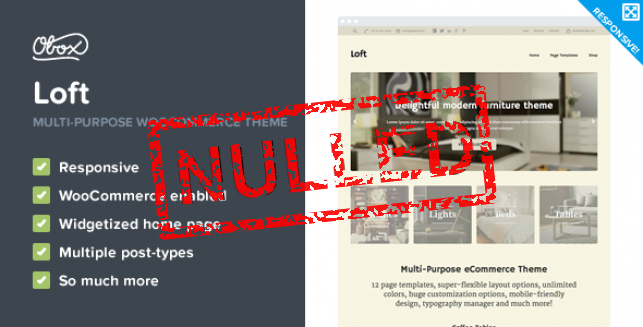 Obox
Loft
MULTI-PURPOSE WOOCOMMERCE THEME
Responsive
WooCommerce enabled
Widgetized home page
Multiple post-types
So much more
NULLED
RESPONSIVE!
Loft
Home Page Templates Shop
Delightful modern furniture theme
Lights
Beds
Tables
Multi-Purpose eCommerce Theme
12 page templates, super-flexible layout options, unlimited
colors, huge customization options, mobile-friendly
design, typography manager and much more!